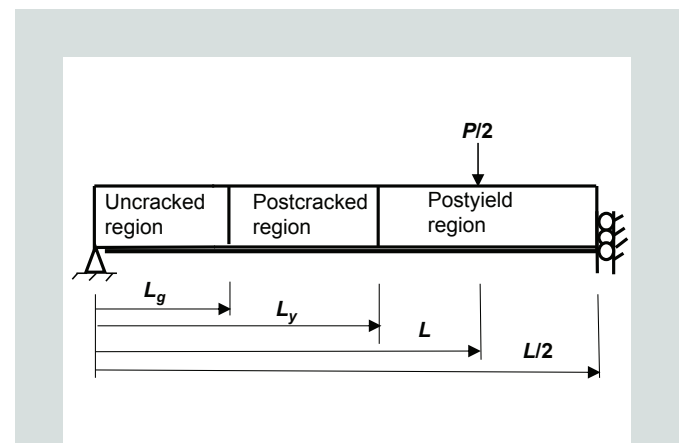 P/2
Uncracked
region
Postcracked
region
Postyield
region
Lg
Ly
L
L/2